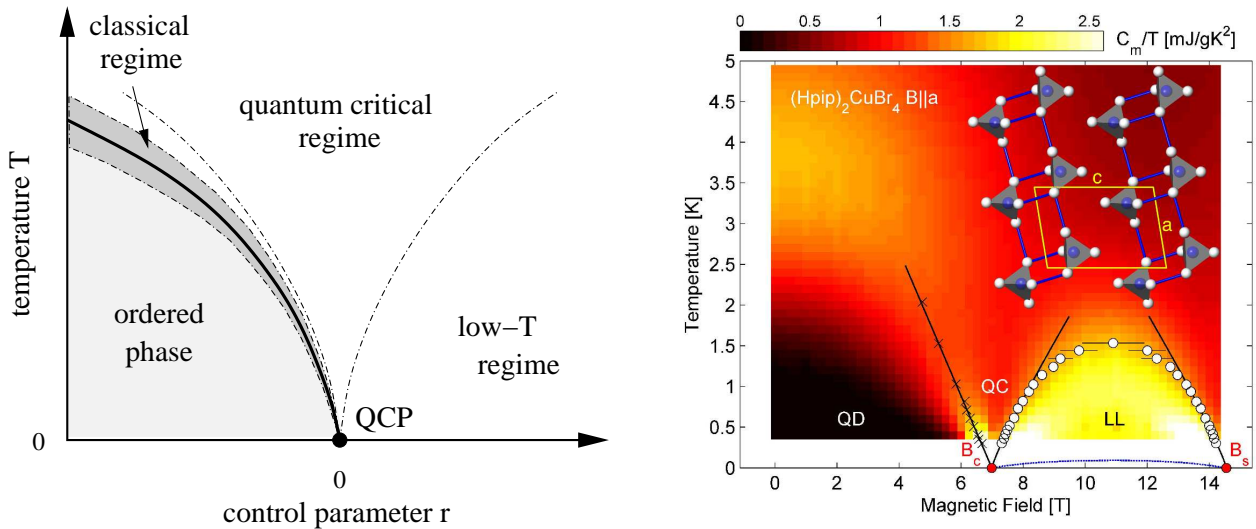 classical
regime
quantum critical
regime
temperature T
ordered
phase
low−T
regime
QCP
0
0
control parameter r
0 0.5 1 1.5 2 2.5
C_m/T [mJ/gK²]
5
4.5
4
3.5
3
2.5
2
1.5
1
0.5
0
Temperature [K]
(Hpip)₂CuBr₄ B||a
c
a
QC
QD
LL
B_c
B_s
0 2 4 6 8 10 12 14
Magnetic Field [T]